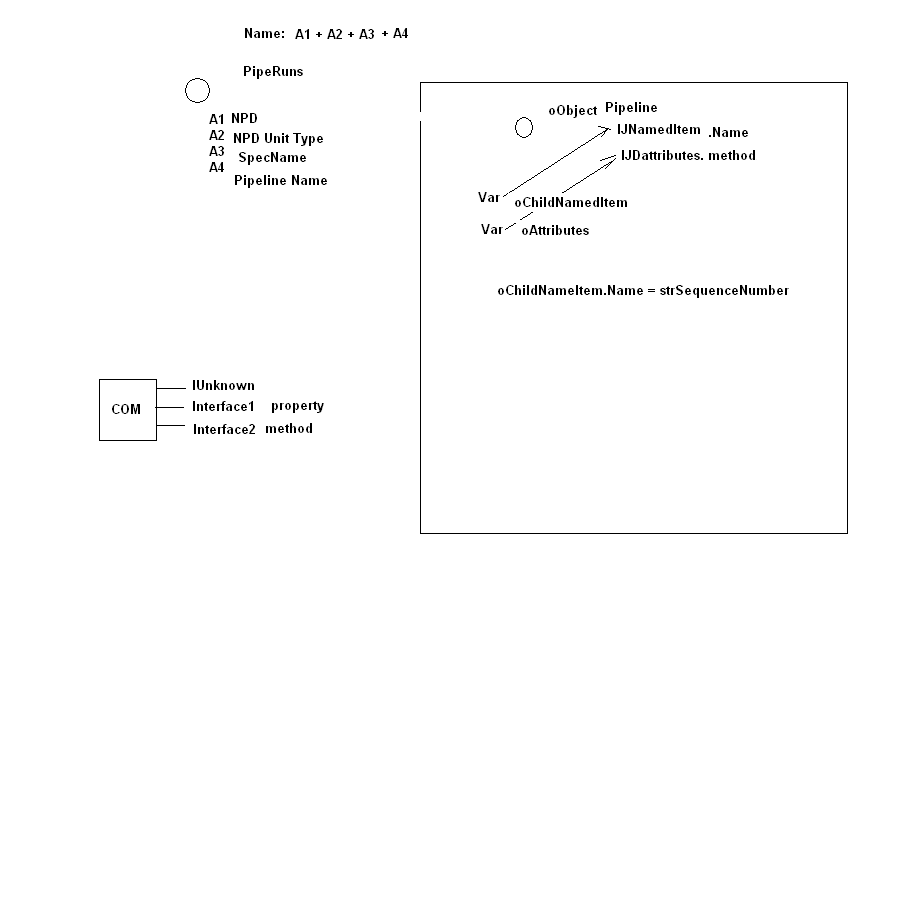 Name: A1 + A2 + A3 + A4
PipeRuns
A1 NPD
A2 NPD Unit Type
A3 SpecName
A4 Pipeline Name
oObject Pipeline
IJNamedItem .Name
IJDattributes. method
Var oChildNamedItem
Var oAttributes
oChildNameItem.Name = strSequenceNumber
COM
IUnknown
Interface1 property
Interface2 method